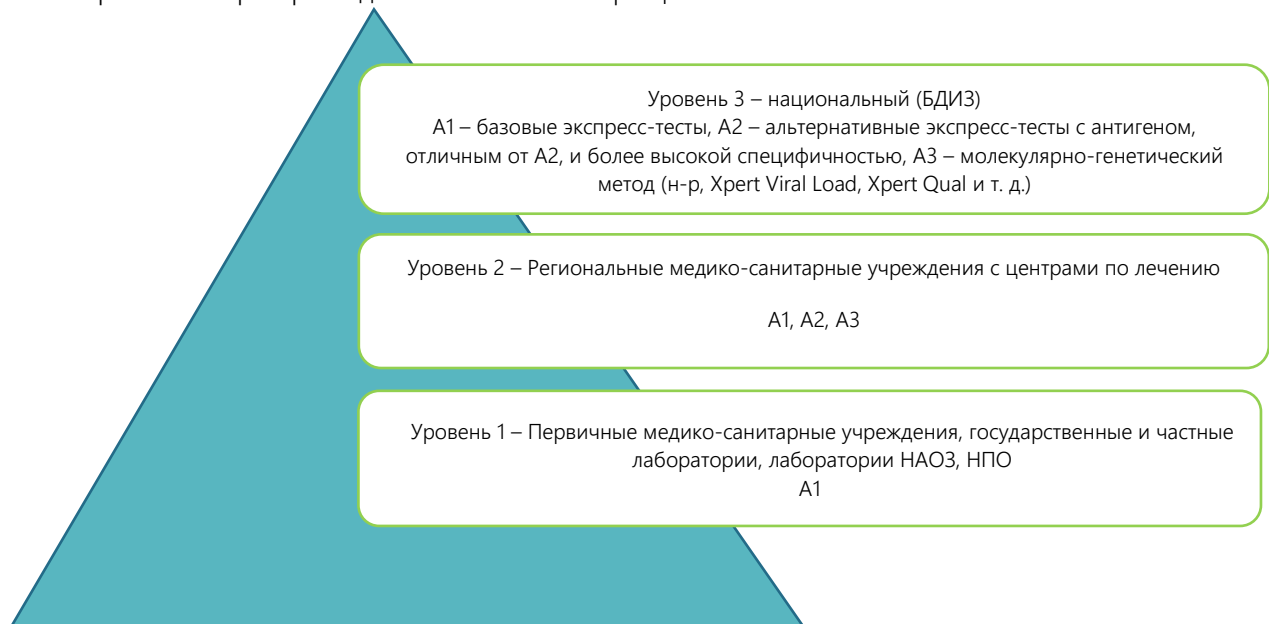 Уровень 3 – национальный (БДИЗ)
А1 – базовые экспресс-тесты, А2 – альтернативные экспресс-тесты с антигеном,
отличным от А2, и более высокой специфичностью, А3 – молекулярно-генетический
метод (н-р, Xpert Viral Load, Xpert Qual и т. д.)
Уровень 2 – Региональные медико-санитарные учреждения с центрами по лечению
А1, А2, А3
Уровень 1 – Первичные медико-санитарные учреждения, государственные и частные
лаборатории, лаборатории НАОЗ, НПО
А1